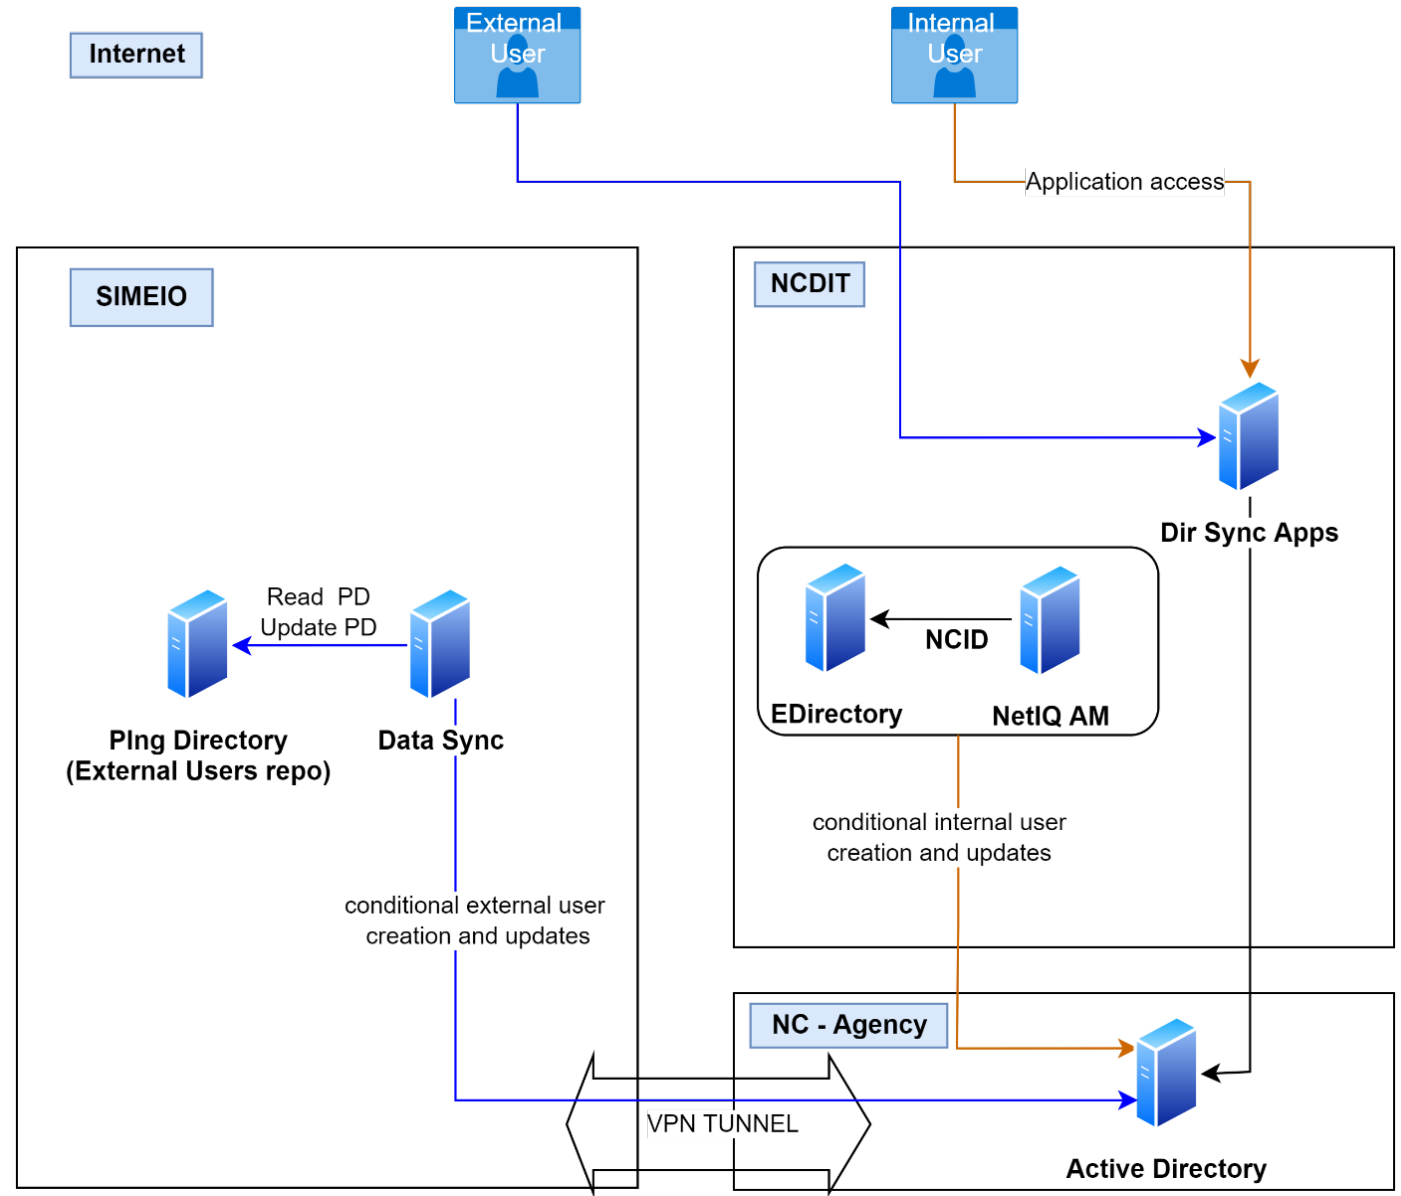 External
User
Internal
User
Internet
Application access
SIMEIO
NCDIT
Dir Sync Apps
Read PD
Update PD
NCID
EDirectory
NetIQ AM
PIng Directory
(External Users repo)
Data Sync
conditional internal user
creation and updates
conditional external user
creation and updates
NC - Agency
VPN TUNNEL
Active Directory